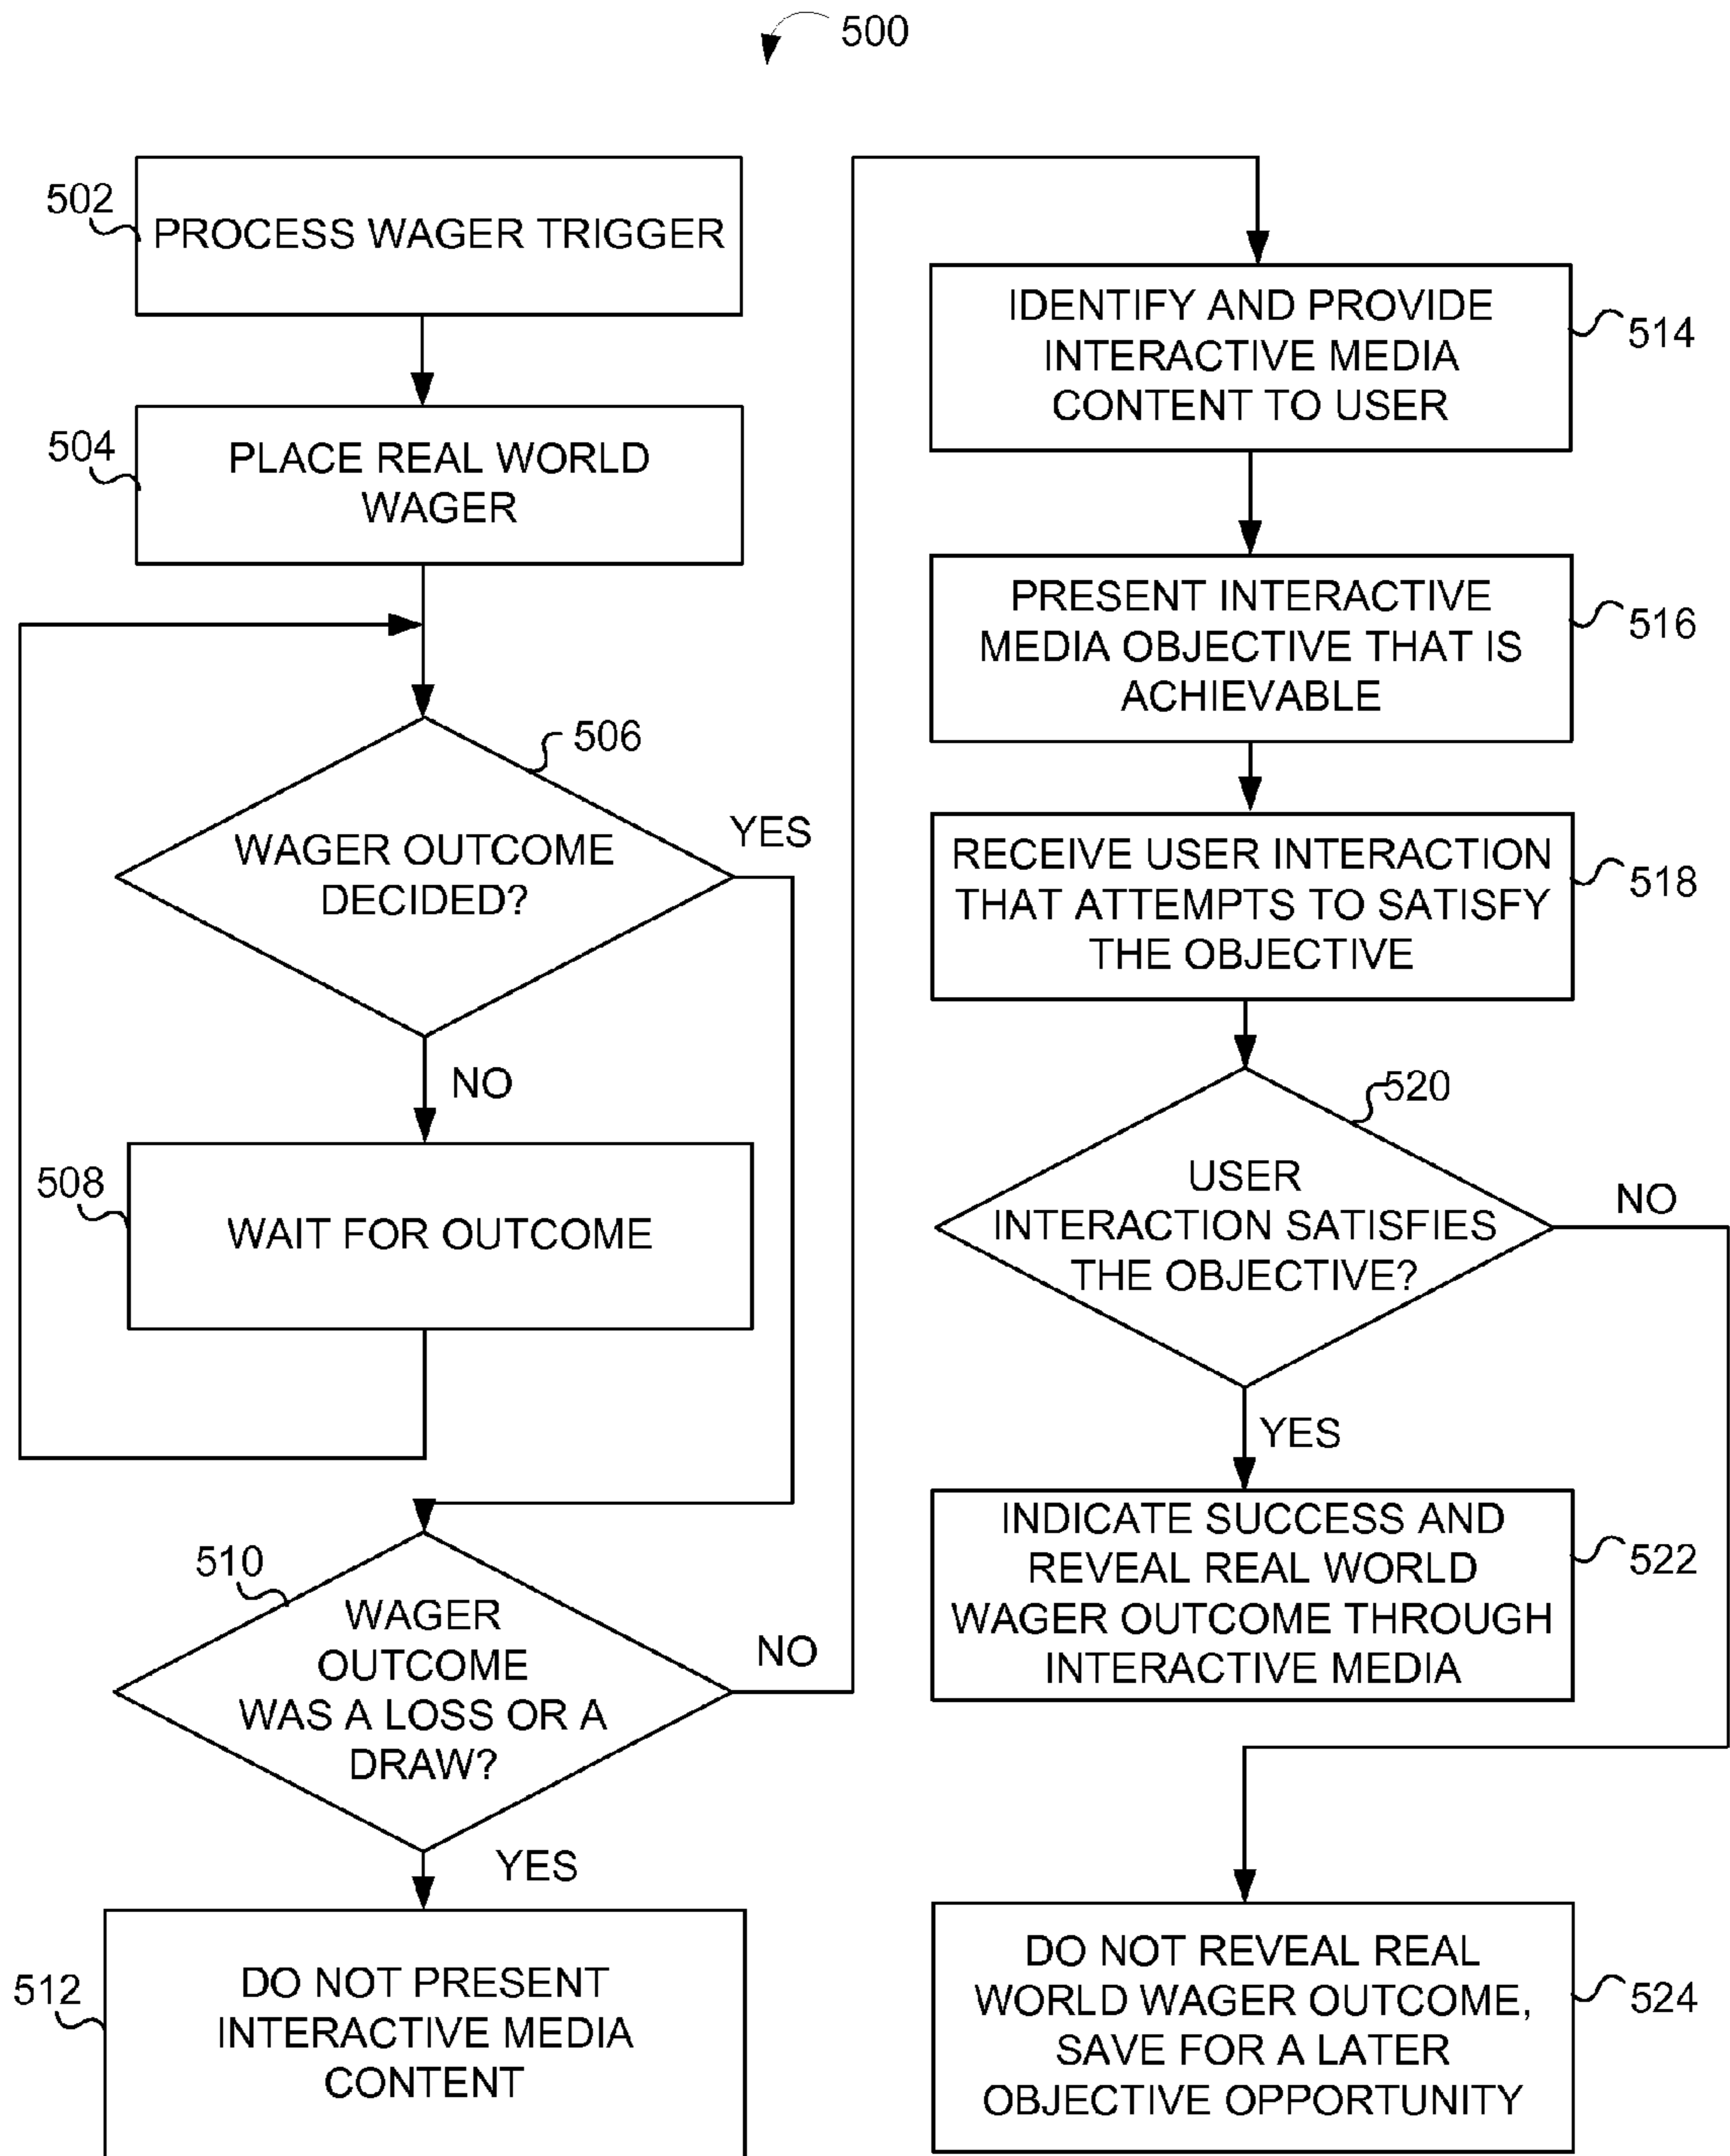 500
502
PROCESS WAGER TRIGGER
504
PLACE REAL WORLD
WAGER
506
WAGER OUTCOME
DECIDED?
YES
NO
508
WAIT FOR OUTCOME
510
WAGER
OUTCOME
WAS A LOSS OR A
DRAW?
NO
YES
512
DO NOT PRESENT
INTERACTIVE MEDIA
CONTENT
IDENTIFY AND PROVIDE
INTERACTIVE MEDIA
CONTENT TO USER
514
PRESENT INTERACTIVE
MEDIA OBJECTIVE THAT IS
ACHIEVABLE
516
RECEIVE USER INTERACTION
THAT ATTEMPTS TO SATISFY
THE OBJECTIVE
518
520
USER
INTERACTION SATISFIES
THE OBJECTIVE?
NO
YES
INDICATE SUCCESS AND
REVEAL REAL WORLD
WAGER OUTCOME THROUGH
INTERACTIVE MEDIA
522
DO NOT REVEAL REAL
WORLD WAGER OUTCOME,
SAVE FOR A LATER
OBJECTIVE OPPORTUNITY
524